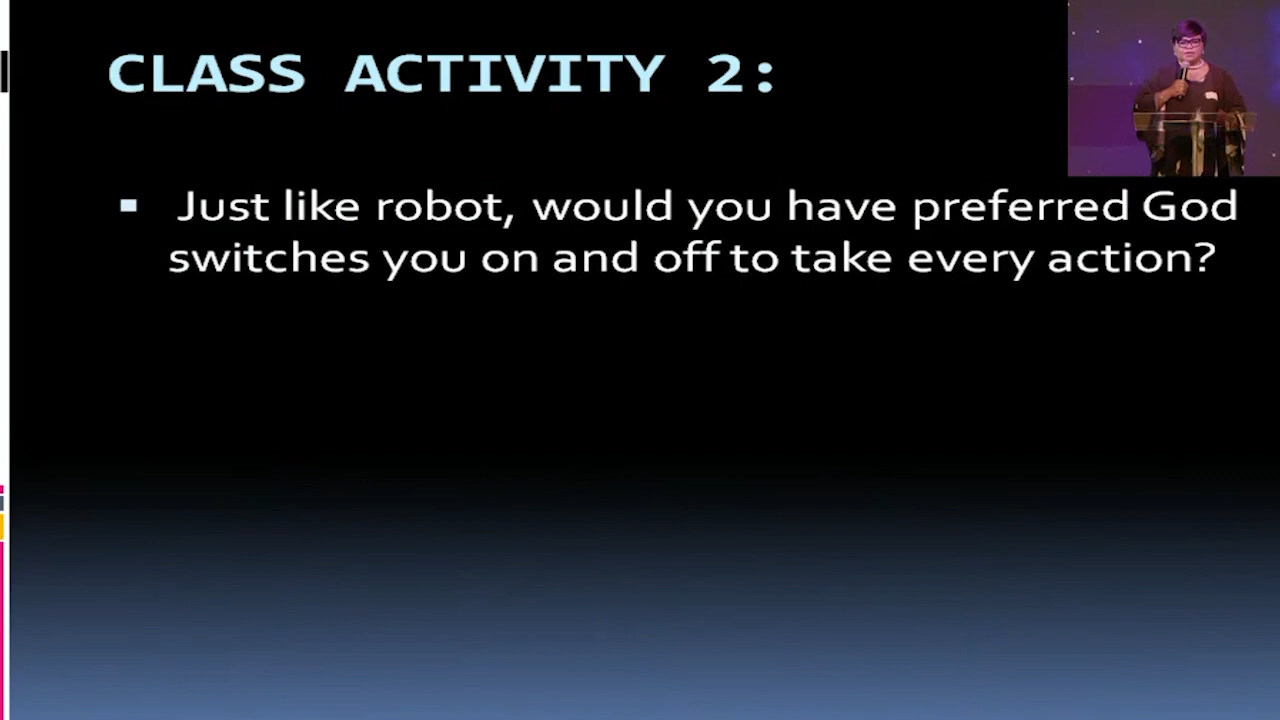 CLASS ACTIVITY 2:
Just like robot, would you have preferred God
switches you on and off to take every action?